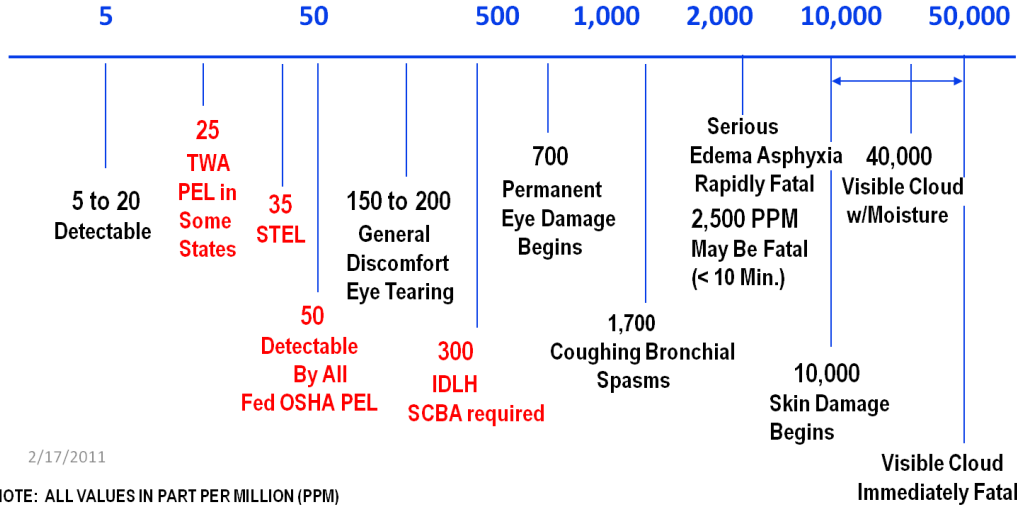 5 50 500 1,000 2,000 10,000 50,000
5 to 20
Detectable
25
TWA
PEL in
Some
States
35
STEL
50
Detectable
By All
Fed OSHA PEL
150 to 200
General
Discomfort
Eye Tearing
300
IDLH
SCBA required
700
Permanent
Eye Damage
Begins
1,700
Coughing Bronchial
Spasms
Serious
Edema Asphyxia
Rapidly Fatal
2,500 PPM
May Be Fatal
(< 10 Min.)
10,000
Skin Damage
Begins
40,000
Visible Cloud
w/Moisture
Visible Cloud
Immediately Fatal
2/17/2011
NOTE: ALL VALUES IN PART PER MILLION (PPM)